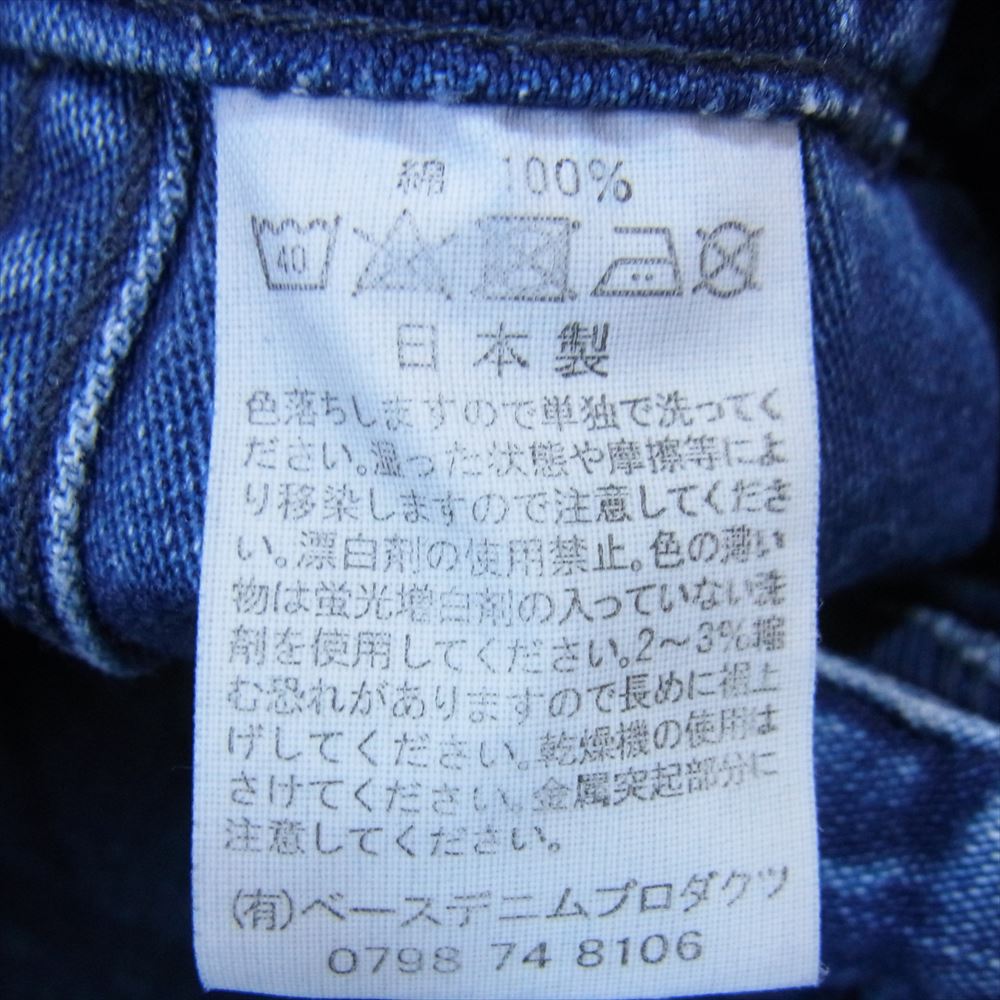 綿 100%
40
日本製
色落ちしますので単独で洗ってく
ださい。湿った状態や摩擦等によ
り移染しますので注意してくださ
い。漂白剤の使用禁止。色の薄い
物は蛍光増白剤の入っていない洗
剤を使用してください。2～3%縮
む恐れがありますので長めに裾上
げしてください。乾燥機の使用は
さけてください。金属突起部分に
注意してください。
(有)ベースデニムプロダクツ
0798 74 8106